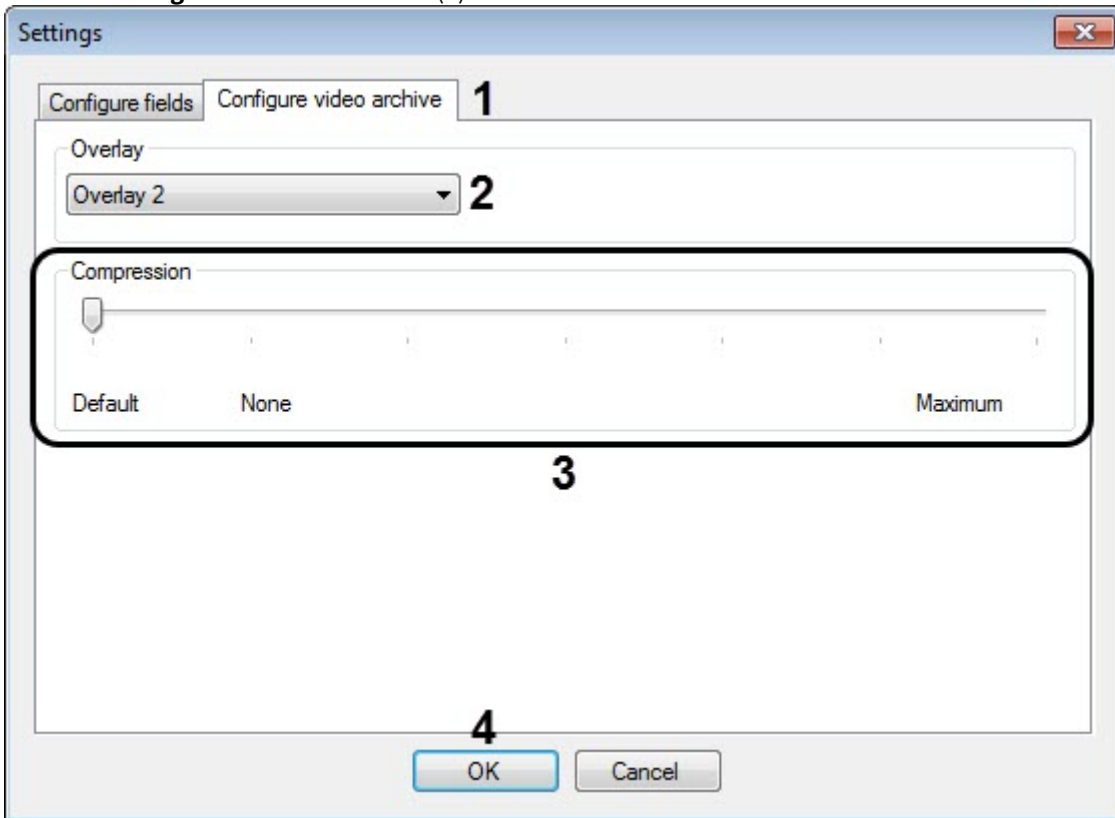 Settings
Configure fields Configure video archive 1
Overlay
Overlay 2 2
Compression
Default None Maximum
3
4
OK Cancel